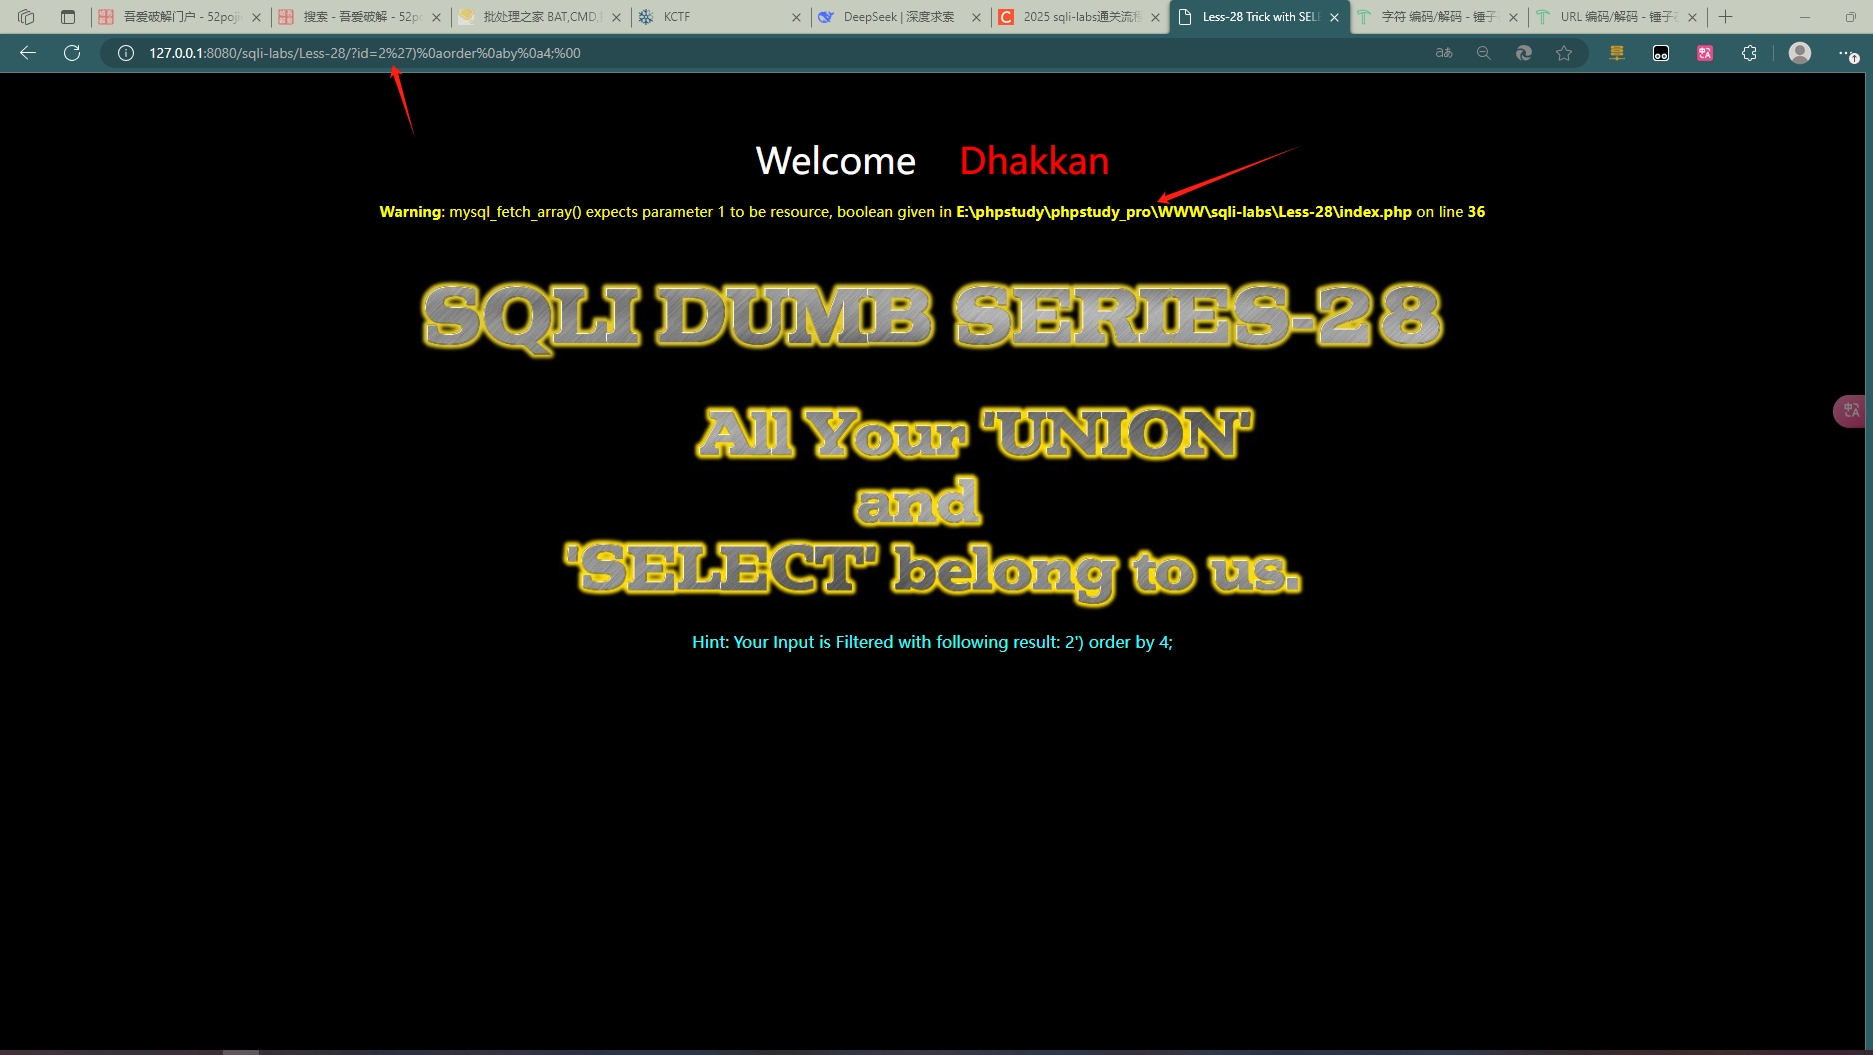 吾爱破解门户 - 52poji
搜索 - 吾爱破解 - 52po
批处理之家 BAT,CMD,
KCTF
DeepSeek | 深度求索
2025 sqli-labs通关流程
Less-28 Trick with SELE
字符 编码/解码 - 锤子
URL 编码/解码 - 锤子
127.0.0.1:8080/sqli-labs/Less-28/?id=2%27)%0aorder%0aby%0a4;%00
Welcome Dhakkan
Warning: mysql_fetch_array() expects parameter 1 to be resource, boolean given in E:\phpstudy\phpstudy_pro\WWW\sqli-labs\Less-28\index.php on line 36
SQLI DUMB SERIES-28
All Your 'UNION'
and
'SELECT' belong to us.
Hint: Your Input is Filtered with following result: 2') order by 4;